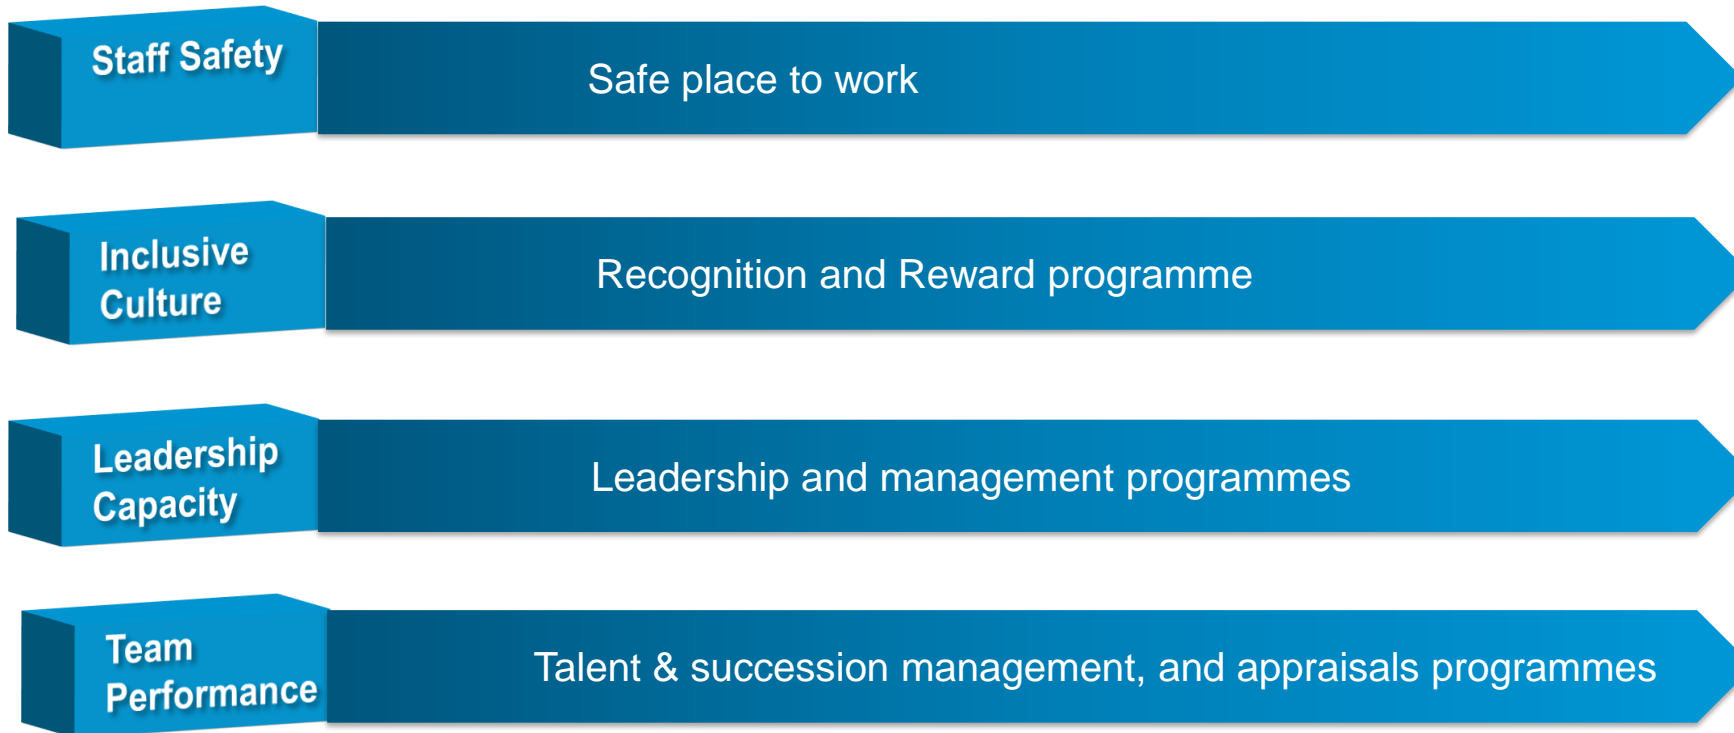 Staff Safety
Safe place to work
Inclusive
Culture
Recognition and Reward programme
Leadership
Capacity
Leadership and management programmes
Team
Performance
Talent & succession management, and appraisals programmes